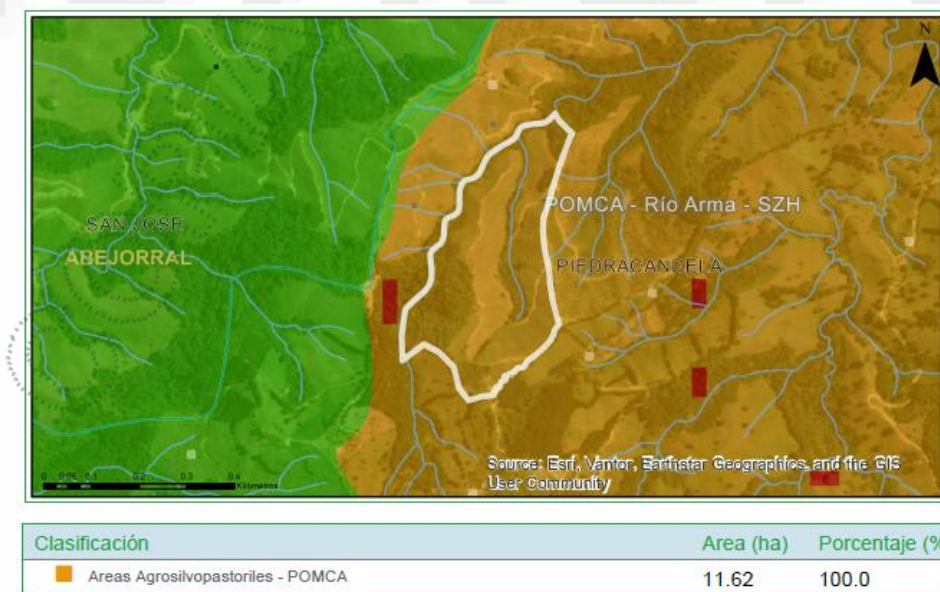 N
POMCA - Río Arma - SZH
SAN JOSE
ABEJORRAL
PIEDRACANDELA
Source: Esri, Vantor, Earthstar Geographics, and the GIS
User Community
0 0.05 0.1 0.2 0.3 0.4
Kilometros
Clasificación Area (ha) Porcentaje (%
Areas Agrosilvopastoriles - POMCA 11.62 100.0